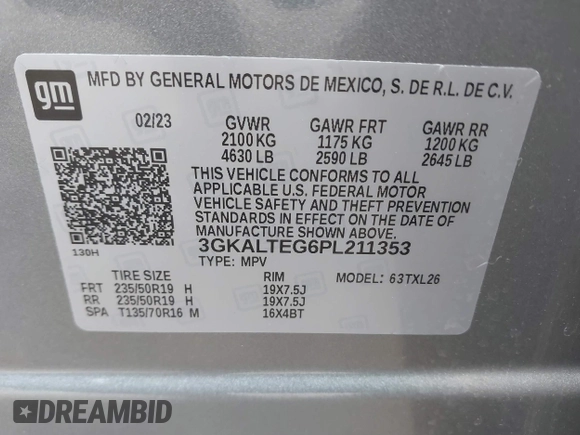 gm
MFD BY GENERAL MOTORS DE MEXICO, S. DE R.L. DE C.V.
02/23 GVWR GAWR FRT GAWR RR
2100 KG 1175 KG 1200 KG
4630 LB 2590 LB 2645 LB
THIS VEHICLE CONFORMS TO ALL
APPLICABLE U.S. FEDERAL MOTOR
VEHICLE SAFETY AND THEFT PREVENTION
STANDARDS IN EFFECT ON THE DATE OF
MANUFACTURE SHOWN ABOVE.
3GKALTEG6PL211353
130H
TYPE: MPV MODEL: 63TXL26
TIRE SIZE RIM
FRT 235/50R19 H 19X7.5J
RR 235/50R19 H 19X7.5J
SPA T135/70R16 M 16X4BT
DREAMBID